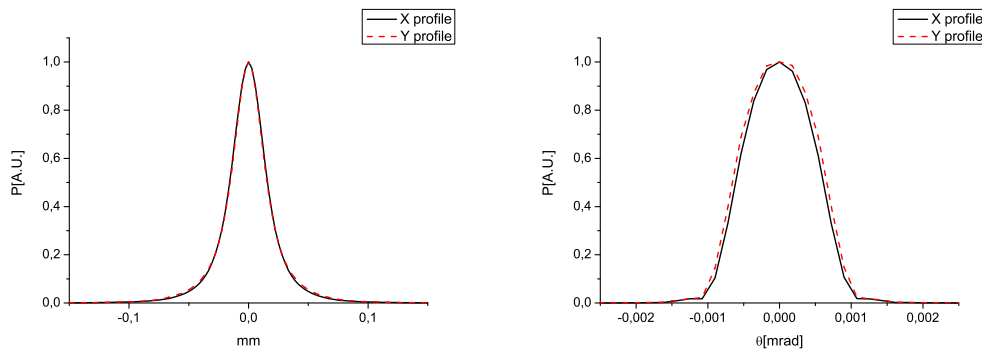 X profile
Y profile
1,0
0,8
0,6
0,4
0,2
0,0
P[A.U.]
-0,1
0,0
0,1
mm
X profile
Y profile
1,0
0,8
0,6
0,4
0,2
0,0
P[A.U.]
-0,002
-0,001
0,000
0,001
0,002
θ[mrad]